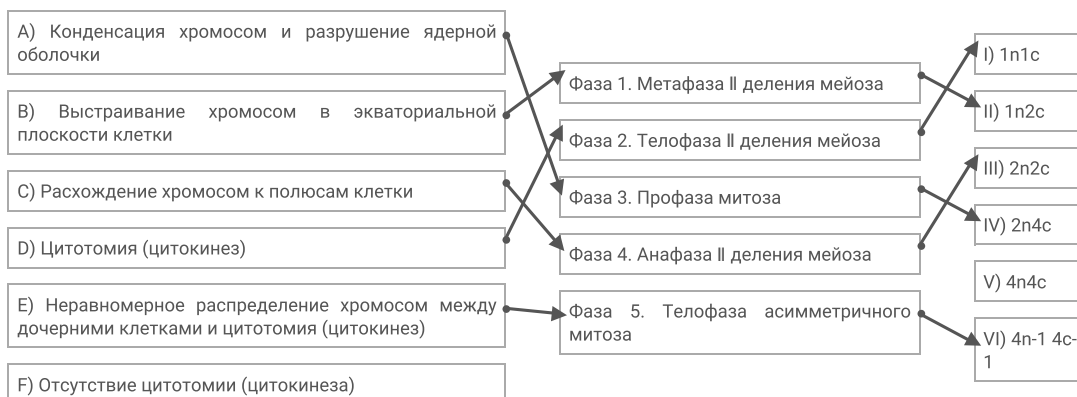 A) Конденсация хромосом и разрушение ядерной
оболочки
B) Выстраивание хромосом в экваториальной
плоскости клетки
C) Расхождение хромосом к полюсам клетки
D) Цитотомия (цитокинез)
E) Неравномерное распределение хромосом между
дочерними клетками и цитотомия (цитокинез)
F) Отсутствие цитотомии (цитокинеза)
Фаза 1. Метафаза II деления мейоза
Фаза 2. Телофаза II деления мейоза
Фаза 3. Профаза митоза
Фаза 4. Анафаза II деления мейоза
Фаза 5. Телофаза асимметричного
митоза
I) 1n1c
II) 1n2c
III) 2n2c
IV) 2n4c
V) 4n4c
VI) 4n-1 4c-
1